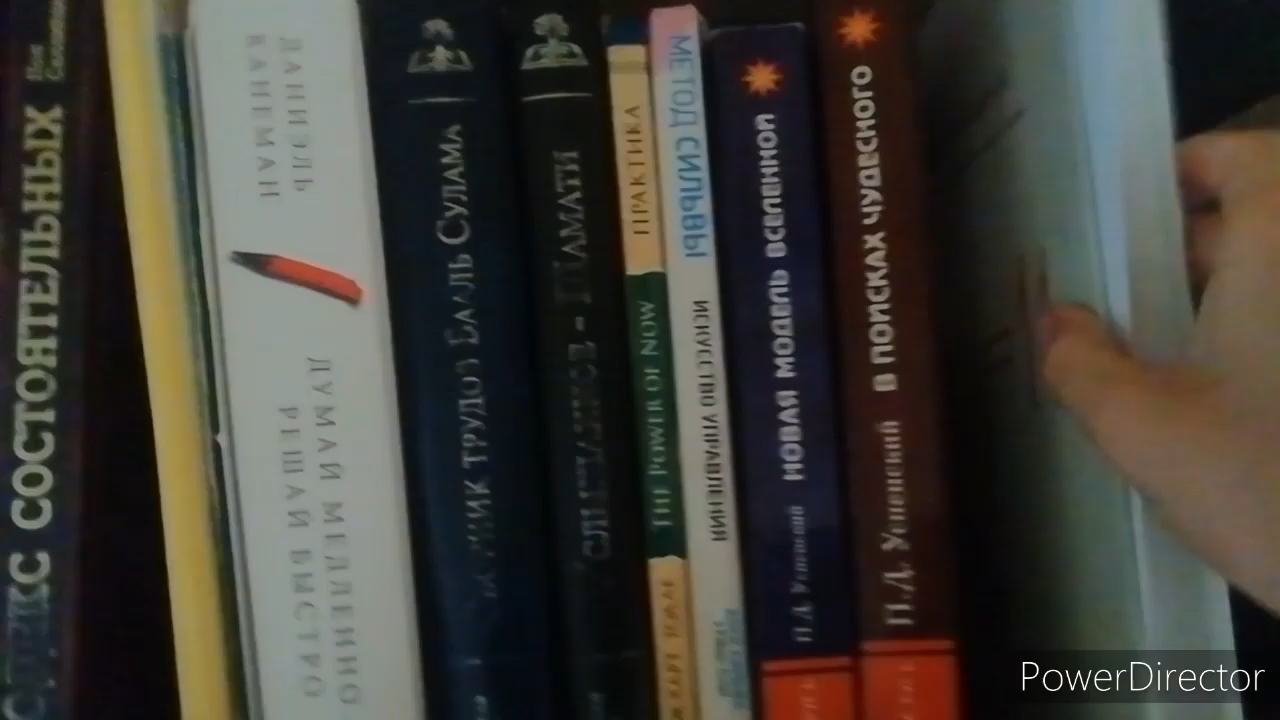 СОСТОЯТЕЛЬНЫХ
ДАНИЭЛЬ
КАНЕМАН
ДУМАЙ МЕДЛЕННО
РЕШАЙ БЫСТРО
ТРУДОВ БААЛЬ СУЛАМА
ПАМАТИ
ПРАКТИКА
THE POWER OF NOW
МЕТОД СИЛЬВЫ
ИСКУССТВО УПРАВЛЕНИЯ
П.Д. Успенский НОВАЯ МОДЕЛЬ ВСЕЛЕННОЙ
П.Д. Успенский В ПОИСКАХ ЧУДЕСНОГО
PowerDirector